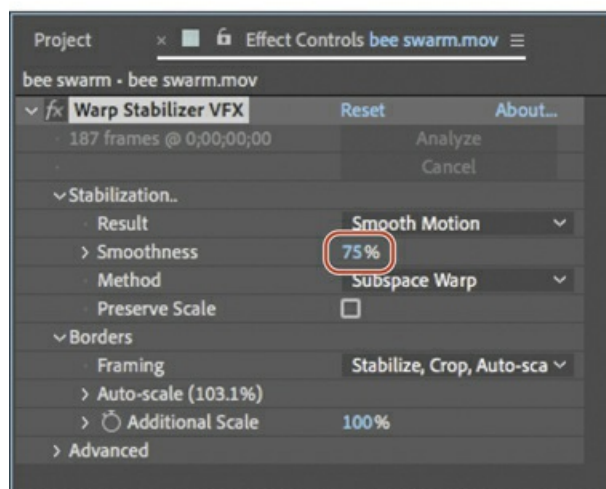 Project × Effect Controls bee swarm.mov
bee swarm • bee swarm.mov
fx Warp Stabilizer VFX Reset About...
187 frames @ 0;00;00;00 Analyze
Cancel
Stabilization..
Result Smooth Motion
Smoothness 75%
Method Subspace Warp
Preserve Scale
Borders
Framing Stabilize, Crop, Auto-sca
Auto-scale (103.1%)
Additional Scale 100%
Advanced